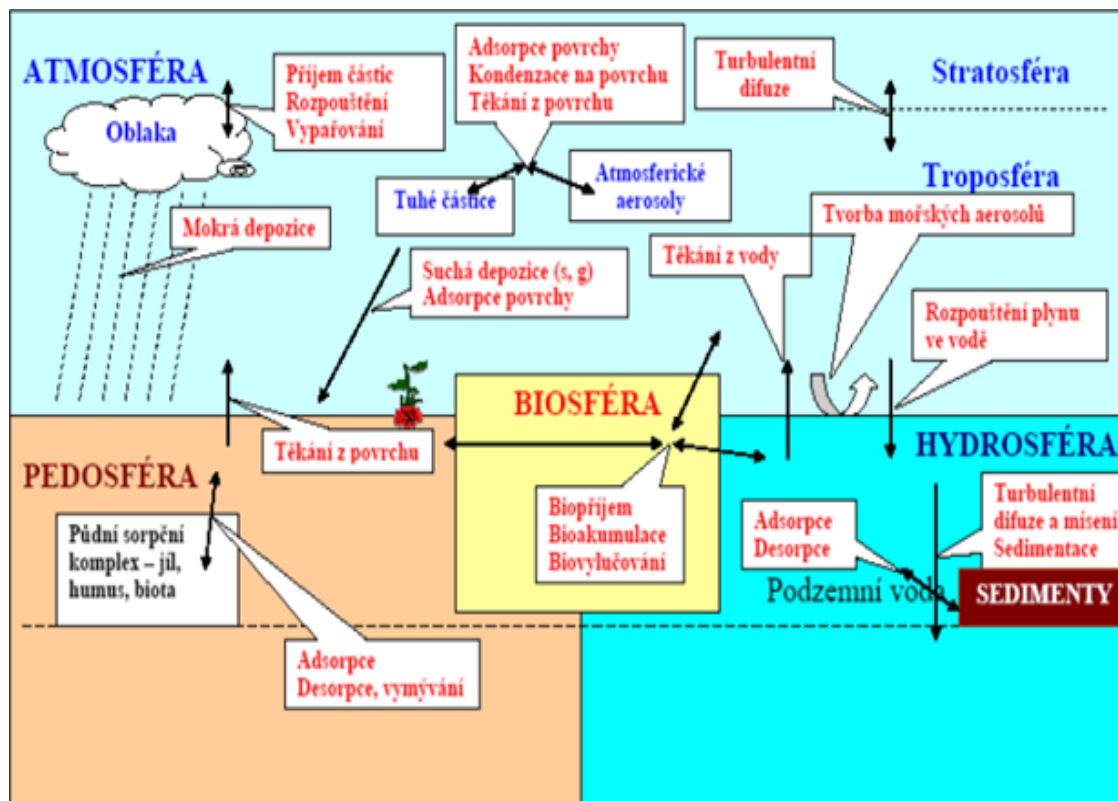 ATMOSFÉRA
Oblaka
Příjem částic
Rozpouštění
Vypařování
Adsorpce povrchy
Kondenzace na povrchu
Těkání z povrchu
Turbulentní
difuze
Stratosféra
Troposféra
Tuhé částice
Atmosferické
aerosoly
Tvorba mořských aerosolů
Mokrá depozice
Těkání z vody
Suchá depozice (s, g)
Adsorpce povrchy
Rozpouštění plynu
ve vodě
BIOSFÉRA
Těkání z povrchu
HYDROSFÉRA
PEDOSFÉRA
Půdní sorpční
komplex – jíl,
humus, biota
Biopříjem
Bioakumulace
Biovylučování
Adsorpce
Desorpce
Turbulentní
difuze a mísení
Sedimentace
Podzemní voda
SEDIMENTY
Adsorpce
Desorpce, vymývání